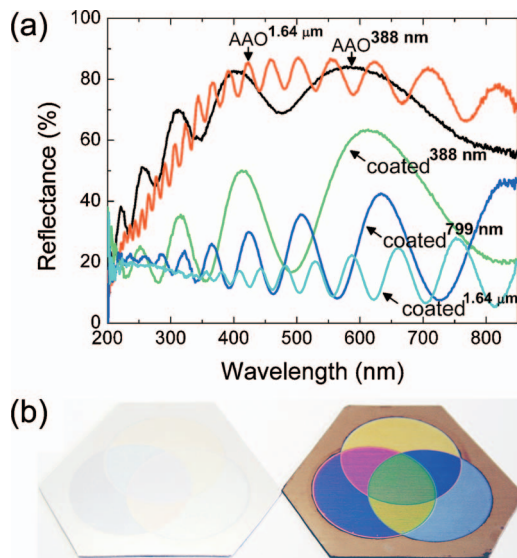 (a)
100
80
60
40
20
0
Reflectance (%)
AAO1.64 μm
AAO388 nm
coated388 nm
coated799 nm
coated1.64 μm
200 300 400 500 600 700 800
Wavelength (nm)
(b)